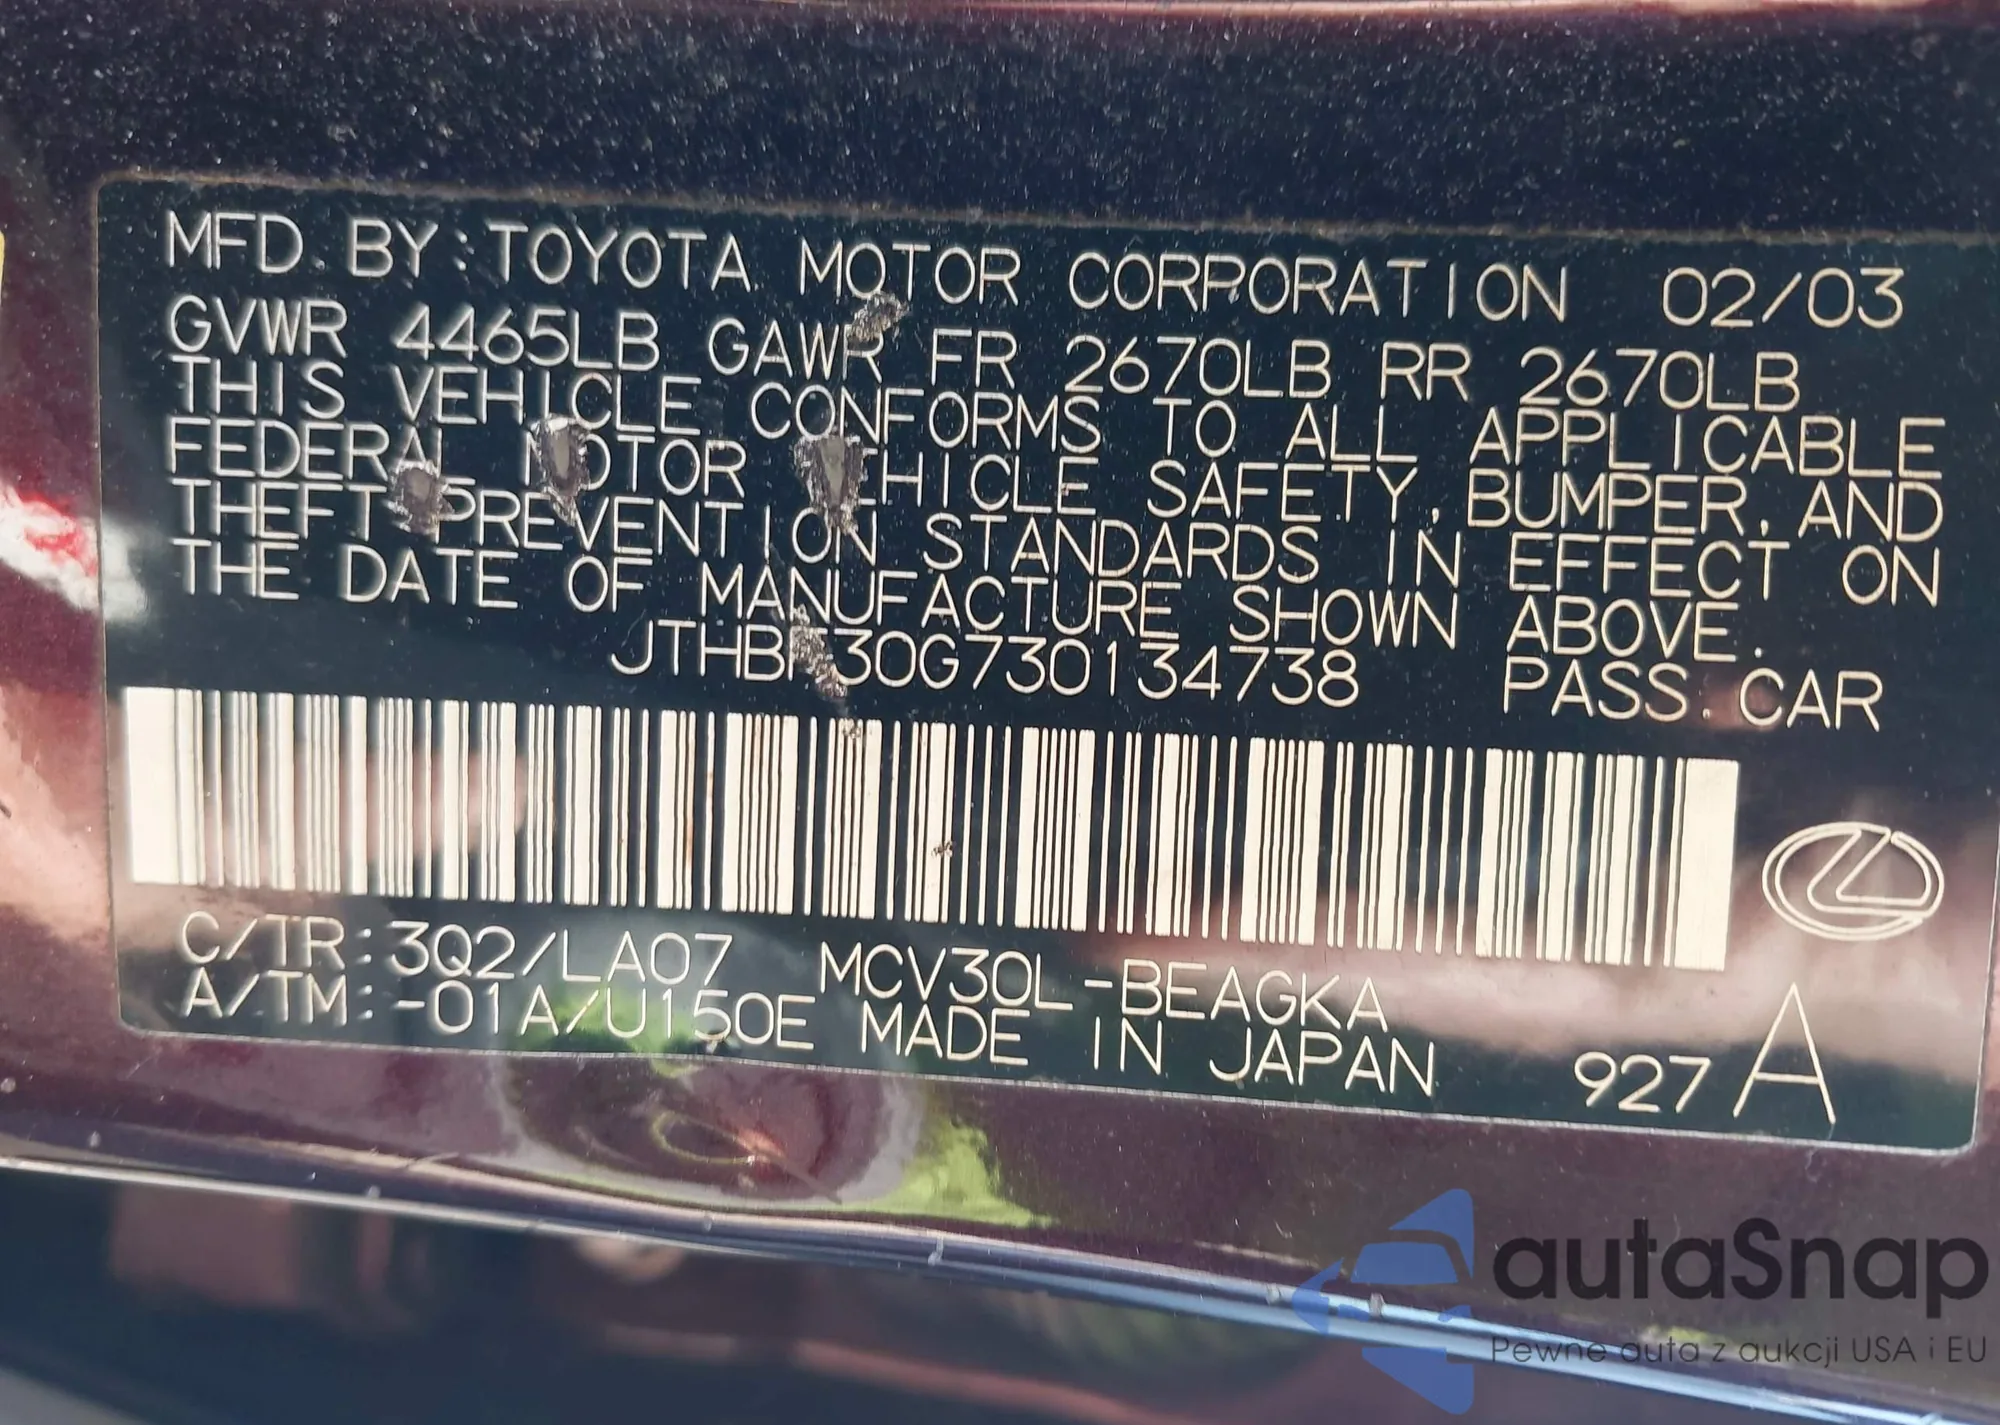 MFD. BY: TOYOTA MOTOR CORPORATION 02/03
GVWR 4465LB GAWR FR 2670LB RR 2670LB
THIS VEHICLE CONFORMS TO ALL APPLICABLE
FEDERAL MOTOR VEHICLE SAFETY, BUMPER, AND
THEFT PREVENTION STANDARDS IN EFFECT ON
THE DATE OF MANUFACTURE SHOWN ABOVE.
JTHBF30G730134738 PASS. CAR
C/TR: 3Q2/LA07 MCV30L-BEAGKA
A/TM: -01A/U150E MADE IN JAPAN 927 A
autaSnap
Pewne auta z aukcji USA i EU